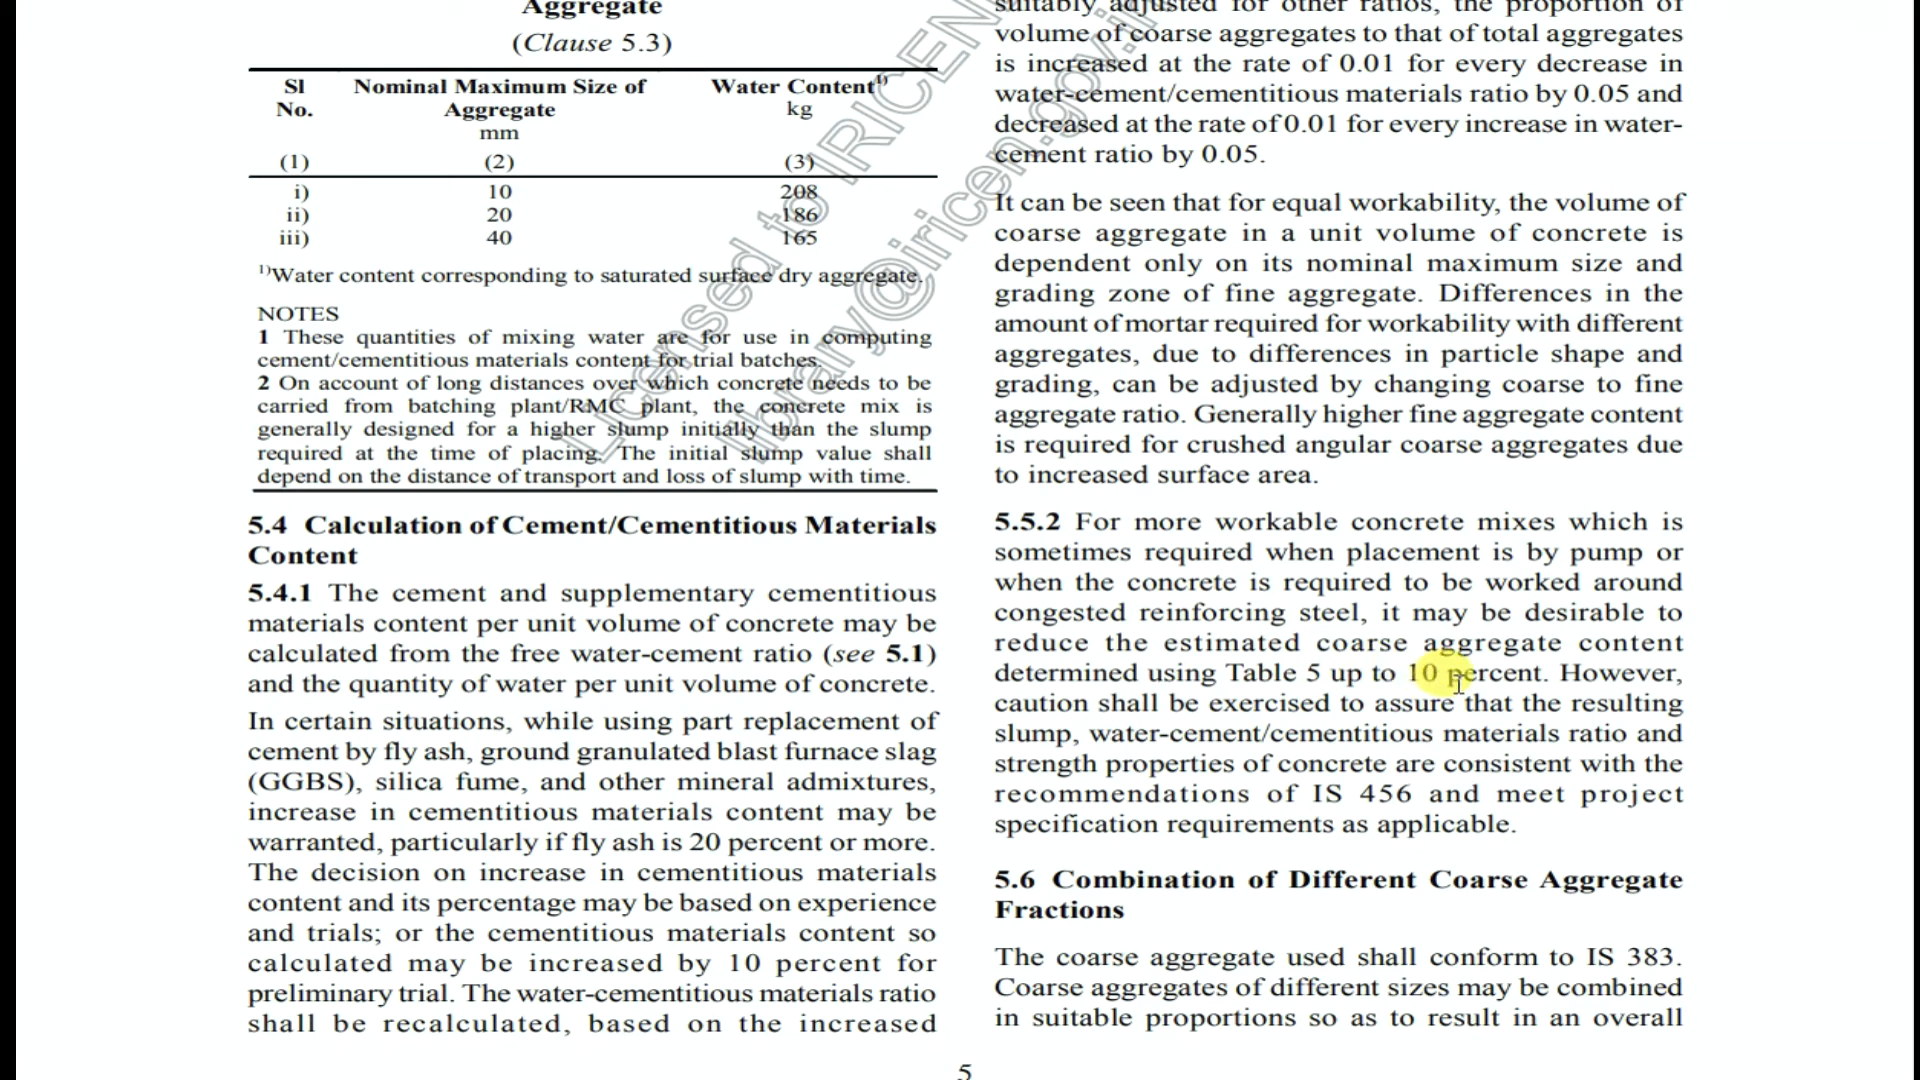 Aggregate
(Clause 5.3)
Sl Nominal Maximum Size of Water Content1)
No. Aggregate kg
mm
(1) (2) (3)
i) 10 208
ii) 20 186
iii) 40 165
1)Water content corresponding to saturated surface dry aggregate.
NOTES
1 These quantities of mixing water are for use in computing
cement/cementitious materials content for trial batches.
2 On account of long distances over which concrete needs to be
carried from batching plant/RMC plant, the concrete mix is
generally designed for a higher slump initially than the slump
required at the time of placing. The initial slump value shall
depend on the distance of transport and loss of slump with time.
5.4 Calculation of Cement/Cementitious Materials
Content
5.4.1 The cement and supplementary cementitious
materials content per unit volume of concrete may be
calculated from the free water-cement ratio (see 5.1)
and the quantity of water per unit volume of concrete.
In certain situations, while using part replacement of
cement by fly ash, ground granulated blast furnace slag
(GGBS), silica fume, and other mineral admixtures,
increase in cementitious materials content may be
warranted, particularly if fly ash is 20 percent or more.
The decision on increase in cementitious materials
content and its percentage may be based on experience
and trials; or the cementitious materials content so
calculated may be increased by 10 percent for
preliminary trial. The water-cementitious materials ratio
shall be recalculated, based on the increased
suitably adjusted for other ratios, the proportion of
volume of coarse aggregates to that of total aggregates
is increased at the rate of 0.01 for every decrease in
water-cement/cementitious materials ratio by 0.05 and
decreased at the rate of 0.01 for every increase in water-
cement ratio by 0.05.
It can be seen that for equal workability, the volume of
coarse aggregate in a unit volume of concrete is
dependent only on its nominal maximum size and
grading zone of fine aggregate. Differences in the
amount of mortar required for workability with different
aggregates, due to differences in particle shape and
grading, can be adjusted by changing coarse to fine
aggregate ratio. Generally higher fine aggregate content
is required for crushed angular coarse aggregates due
to increased surface area.
5.5.2 For more workable concrete mixes which is
sometimes required when placement is by pump or
when the concrete is required to be worked around
congested reinforcing steel, it may be desirable to
reduce the estimated coarse aggregate content
determined using Table 5 up to 10 percent. However,
caution shall be exercised to assure that the resulting
slump, water-cement/cementitious materials ratio and
strength properties of concrete are consistent with the
recommendations of IS 456 and meet project
specification requirements as applicable.
5.6 Combination of Different Coarse Aggregate
Fractions
The coarse aggregate used shall conform to IS 383.
Coarse aggregates of different sizes may be combined
in suitable proportions so as to result in an overall
5
Licensed to IRICEN
library@iricen.gov.i